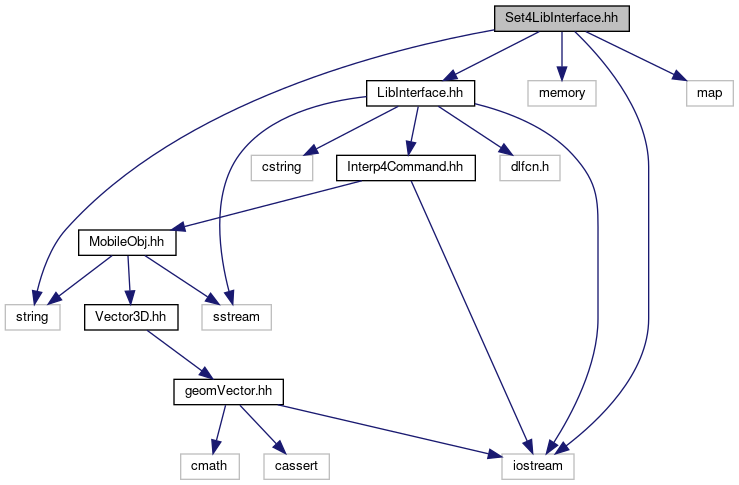 Set4LibInterface.hh
LibInterface.hh
memory
map
cstring
Interp4Command.hh
dlfcn.h
MobileObj.hh
string
Vector3D.hh
sstream
geomVector.hh
cmath
cassert
iostream